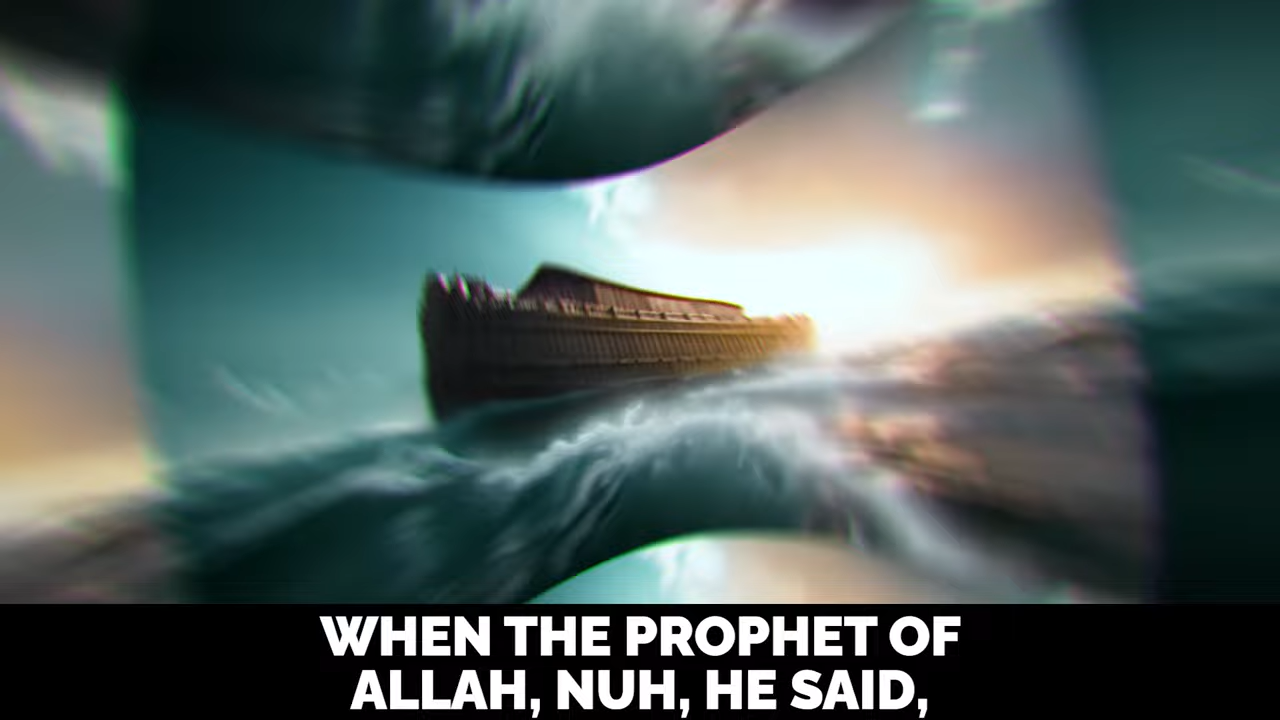 WHEN THE PROPHET OF
ALLAH, NUH, HE SAID,